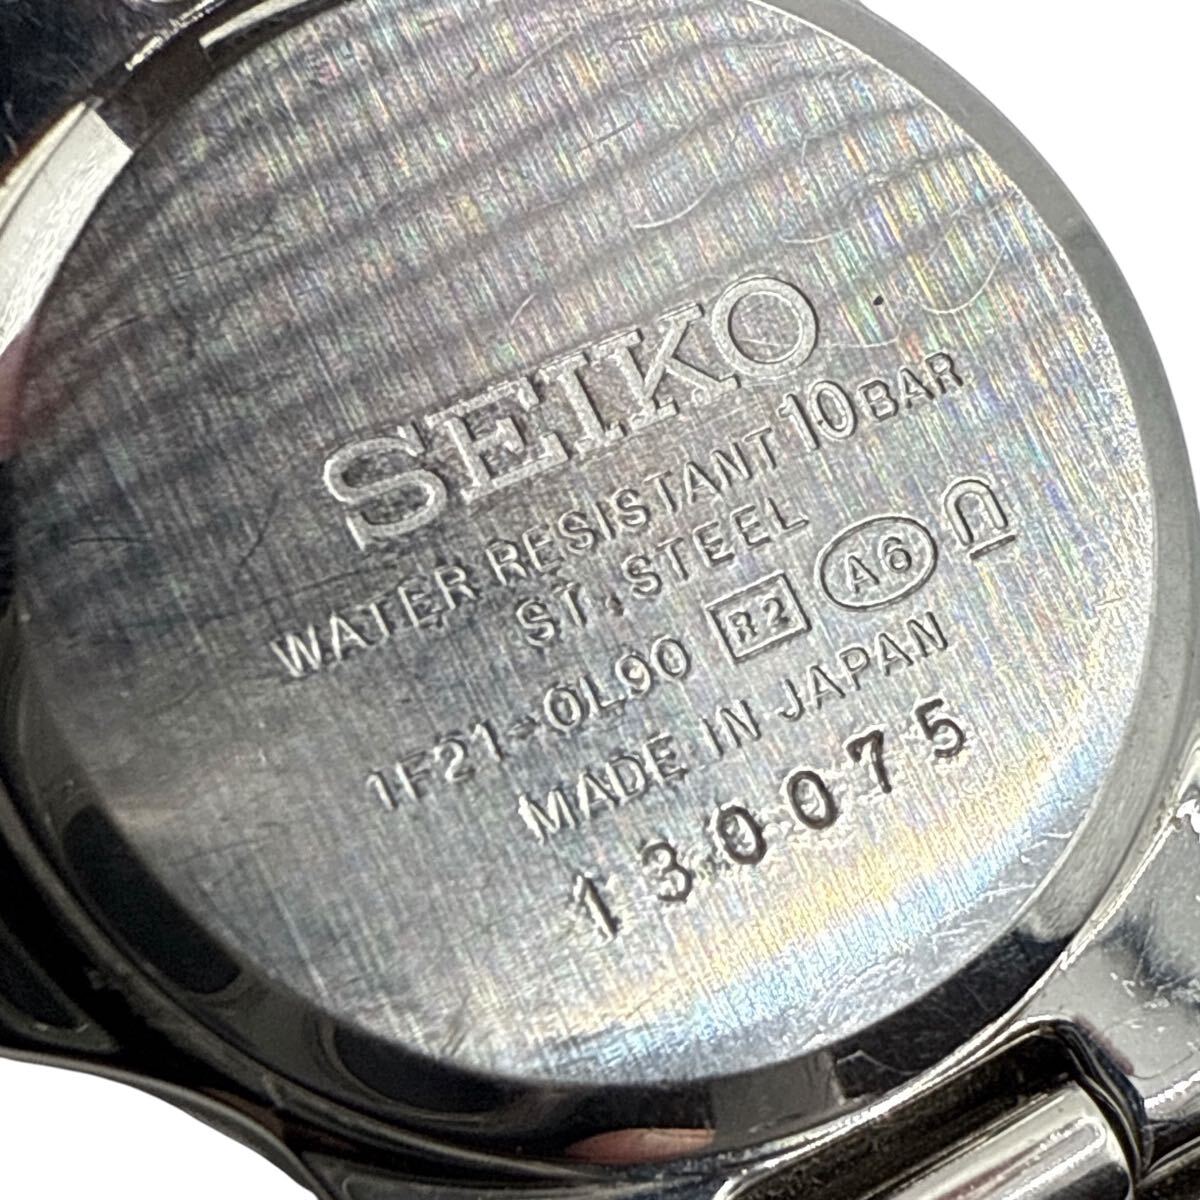 SEIKO
WATER RESISTANT 10BAR
ST.STEEL
1F21-0L90 R2 A6
MADE IN JAPAN
130075